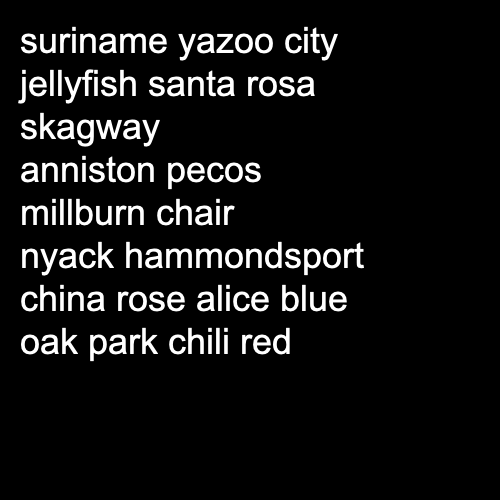 suriname yazoo city
jellyfish santa rosa
skagway
anniston pecos
millburn chair
nyack hammondsport
china rose alice blue
oak park chili red